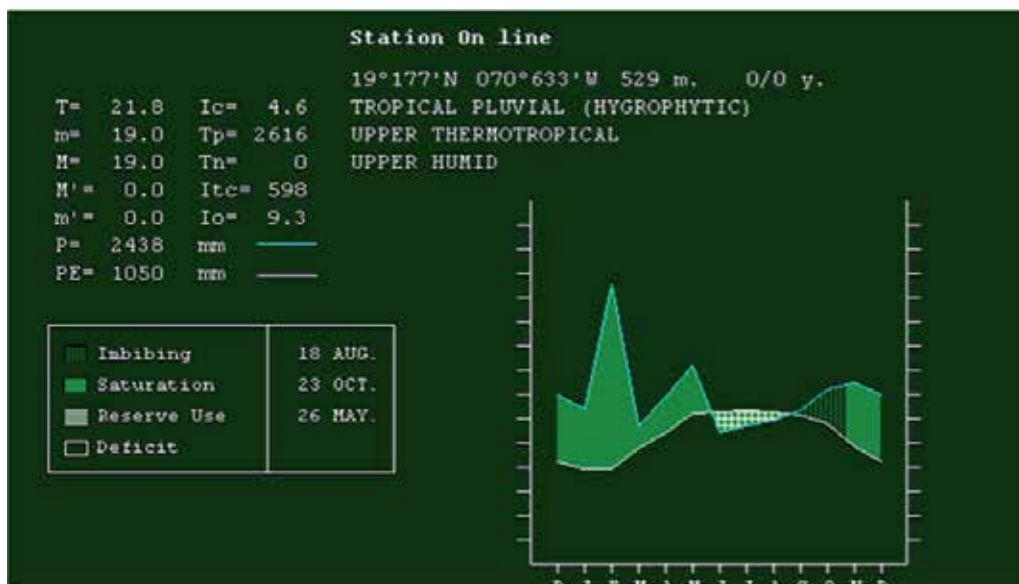 Station On line
19°177'N 070°633'W 529 m. 0/0 y.
T= 21.8 Ic= 4.6 TROPICAL PLUVIAL (HYGROPHYTIC)
m= 19.0 Tp= 2616 UPPER THERMOTROPICAL
M= 19.0 Tn= 0 UPPER HUMID
M'= 0.0 Itc= 598
m'= 0.0 Io= 9.3
P= 2438 mm
PE= 1050 mm
Imbibing 18 AUG.
Saturation 23 OCT.
Reserve Use 26 MAY.
Deficit